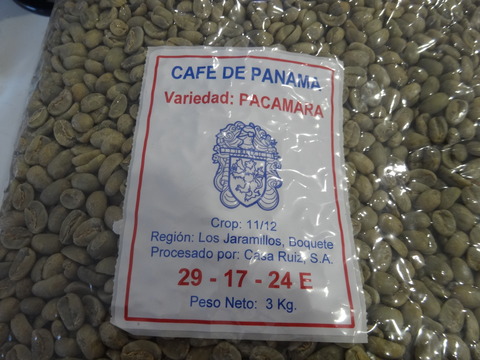 CAFE DE PANAMA
Variedad: PACAMARA
Crop: 11/12
Región: Los Jaramillos, Boquete
Procesado por: Casa Ruiz, S.A.
29 - 17 - 24 E
Peso Neto: 3 Kg.